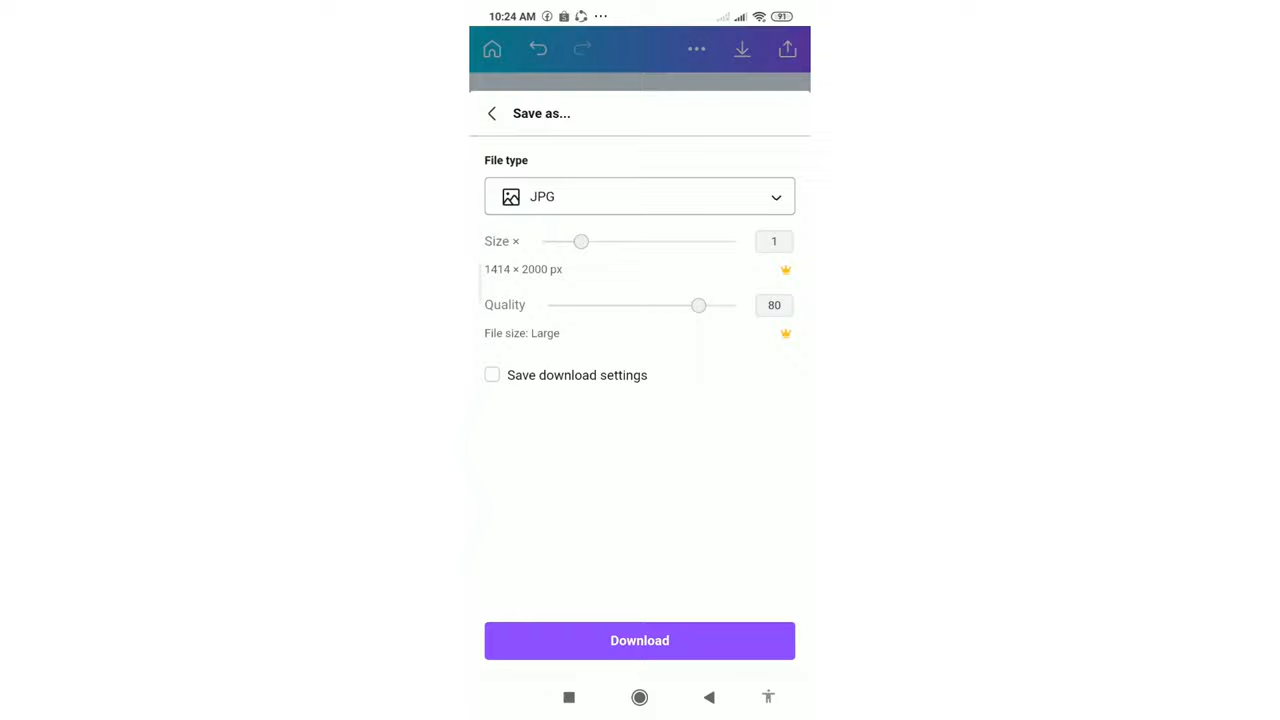 10:24 AM ... 91
Save as...
File type
JPG
Size × 1
1414 × 2000 px
Quality 80
File size: Large
Save download settings
Download